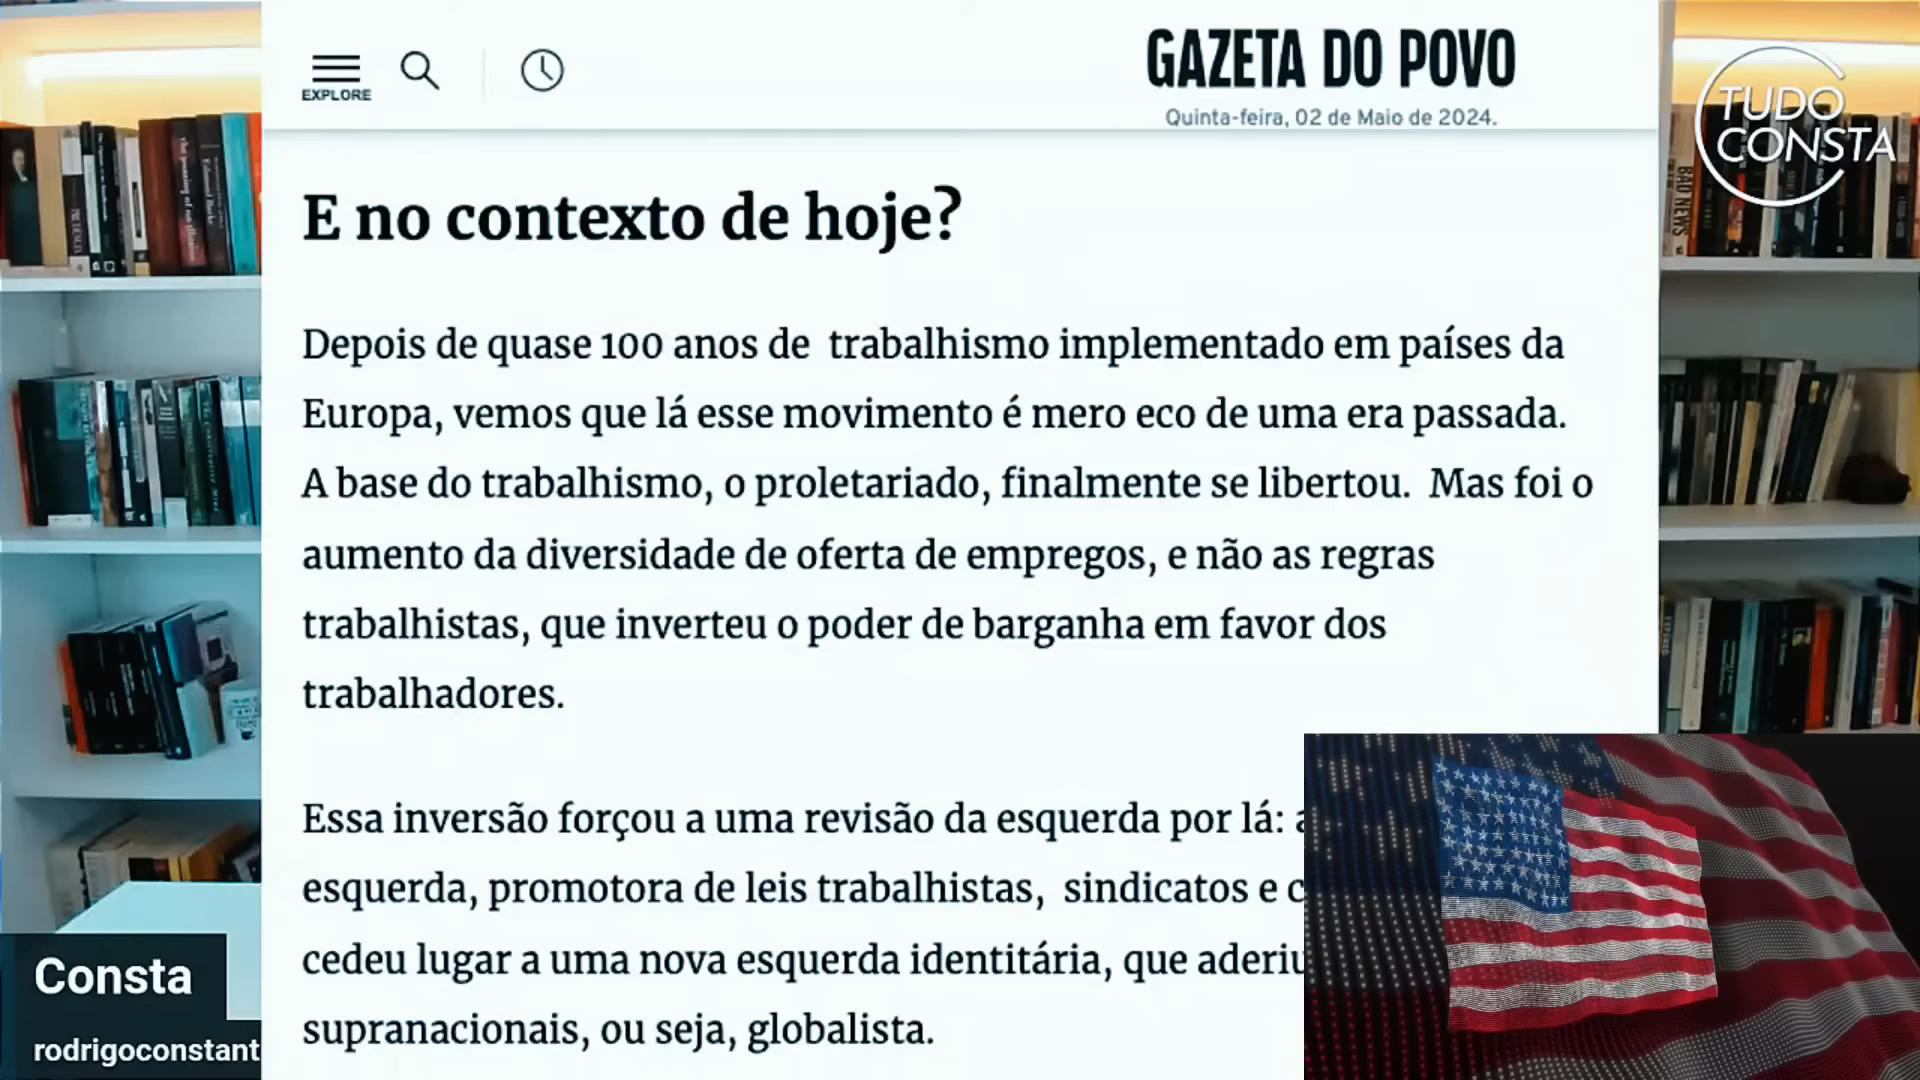 EXPLORE
GAZETA DO POVO
Quinta-feira, 02 de Maio de 2024.
TUDO
CONSTA
BAD NEWS
E no contexto de hoje?
Depois de quase 100 anos de trabalhismo implementado em países da
Europa, vemos que lá esse movimento é mero eco de uma era passada.
A base do trabalhismo, o proletariado, finalmente se libertou. Mas foi o
aumento da diversidade de oferta de empregos, e não as regras
trabalhistas, que inverteu o poder de barganha em favor dos
trabalhadores.
Essa inversão forçou a uma revisão da esquerda por lá: a
esquerda, promotora de leis trabalhistas, sindicatos e c
cedeu lugar a uma nova esquerda identitária, que aderiu
supranacionais, ou seja, globalista.
Consta
rodrigoconstant